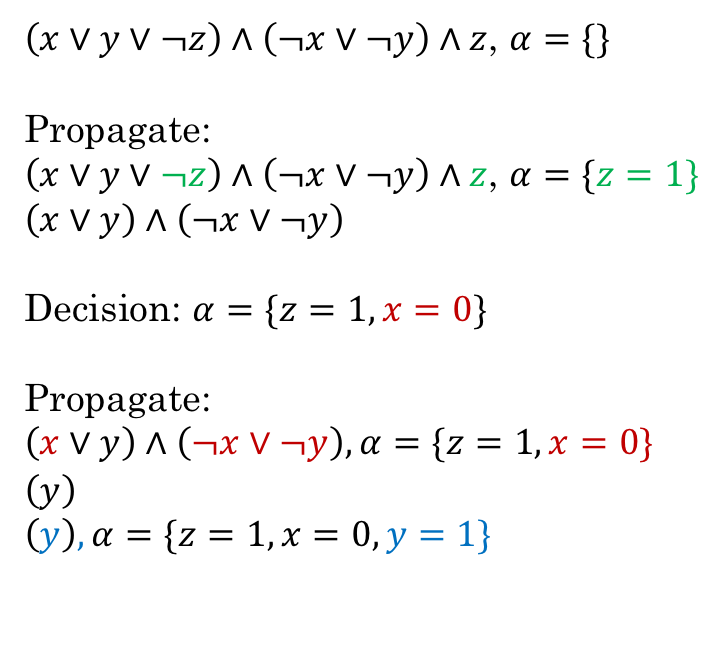 (x ∨ y ∨ ¬z) ∧ (¬x ∨ ¬y) ∧ z, α = {}
Propagate:
(x ∨ y ∨ ¬z) ∧ (¬x ∨ ¬y) ∧ z, α = {z = 1}
(x ∨ y) ∧ (¬x ∨ ¬y)
Decision: α = {z = 1, x = 0}
Propagate:
(x ∨ y) ∧ (¬x ∨ ¬y), α = {z = 1, x = 0}
(y)
(y), α = {z = 1, x = 0, y = 1}